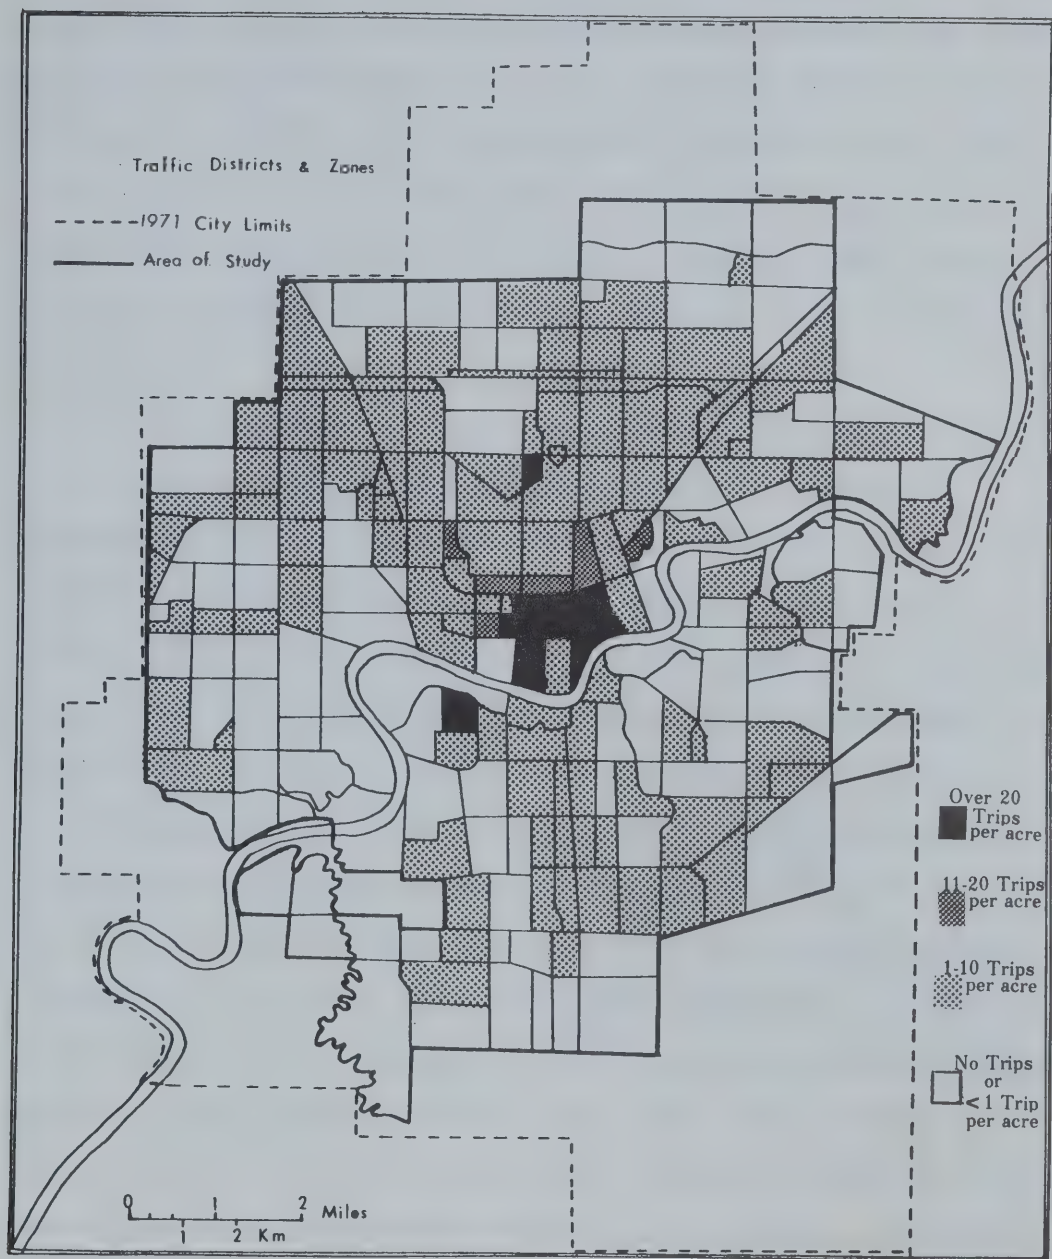 Traffic Districts & Zones
1971 City Limits
Area of Study
Over 20
Trips
per acre
11-20 Trips
per acre
1-10 Trips
per acre
No Trips
or
< 1 Trip
per acre
0 1 2 Miles
1 2 Km